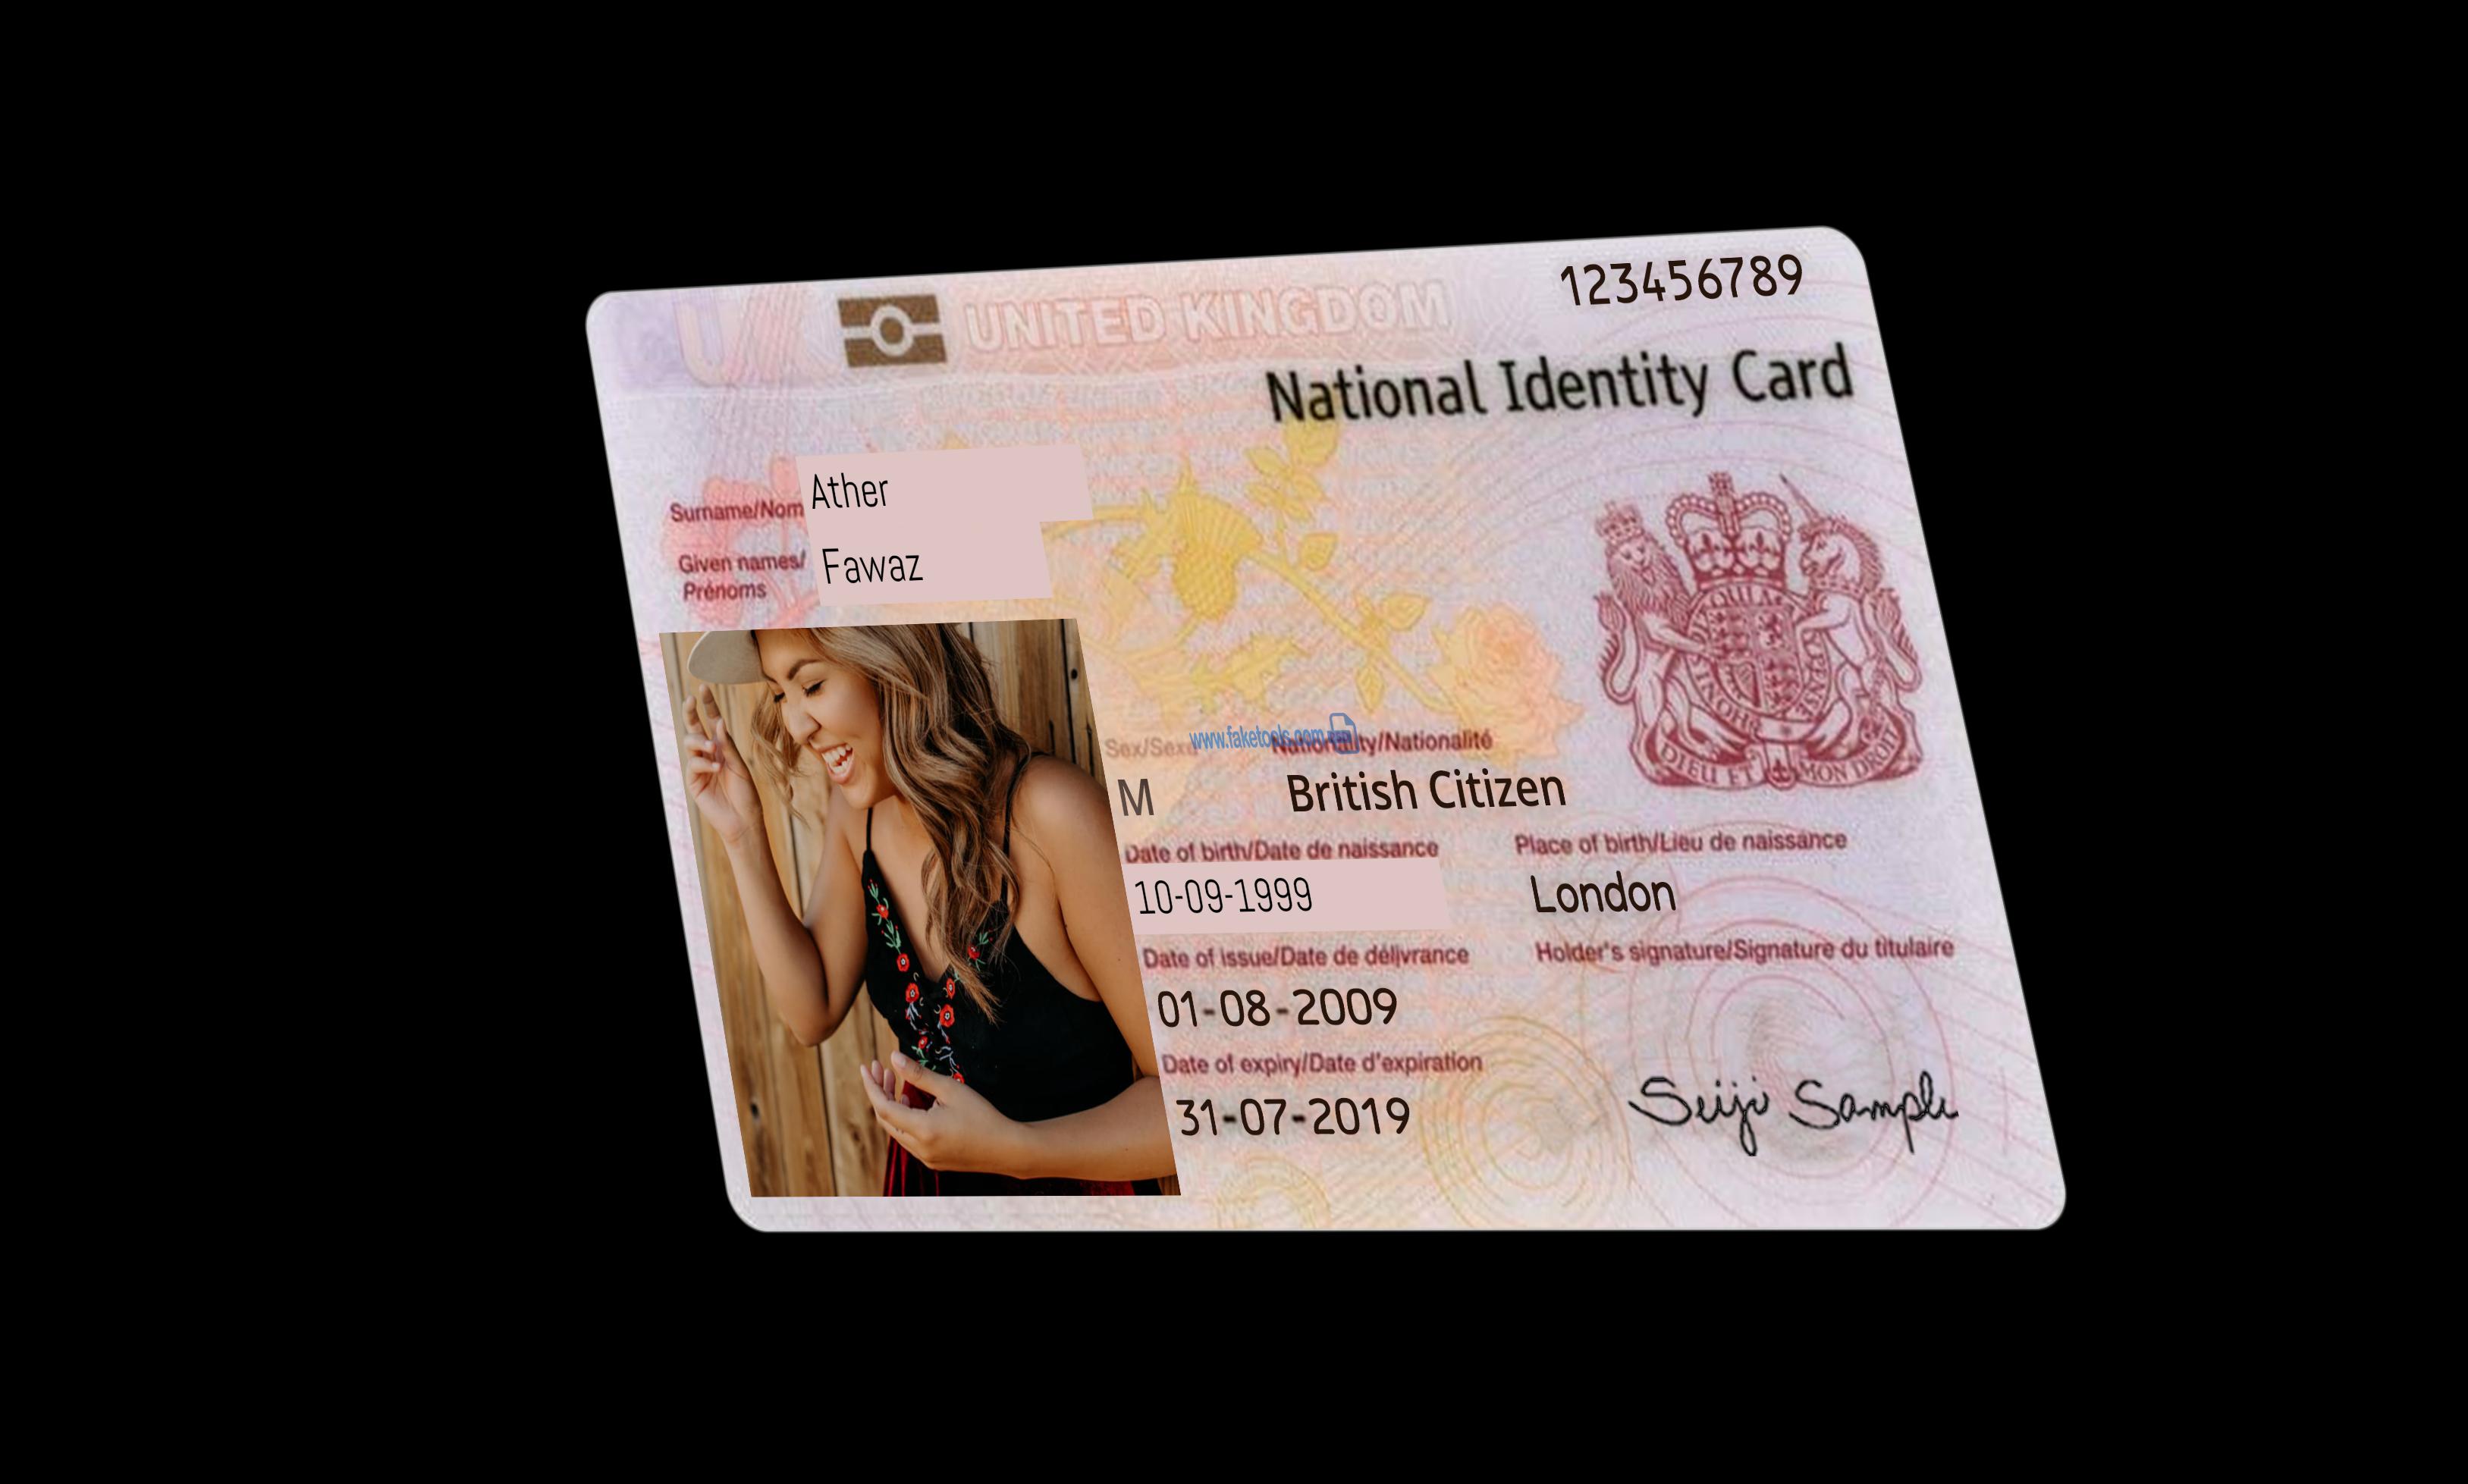 UNITED KINGDOM
123456789
National Identity Card
Surname/Nom
Ather
Given names/
Prénoms
Fawaz
www.faketools.com
Sex/Sexe Nationality/Nationalité
M British Citizen
Date of birth/Date de naissance
10-09-1999
Place of birth/Lieu de naissance
London
Date of issue/Date de délivrance
01-08-2009
Holder's signature/Signature du titulaire
Date of expiry/Date d'expiration
31-07-2019
Seiji Sample
DIEU ET MON DROIT